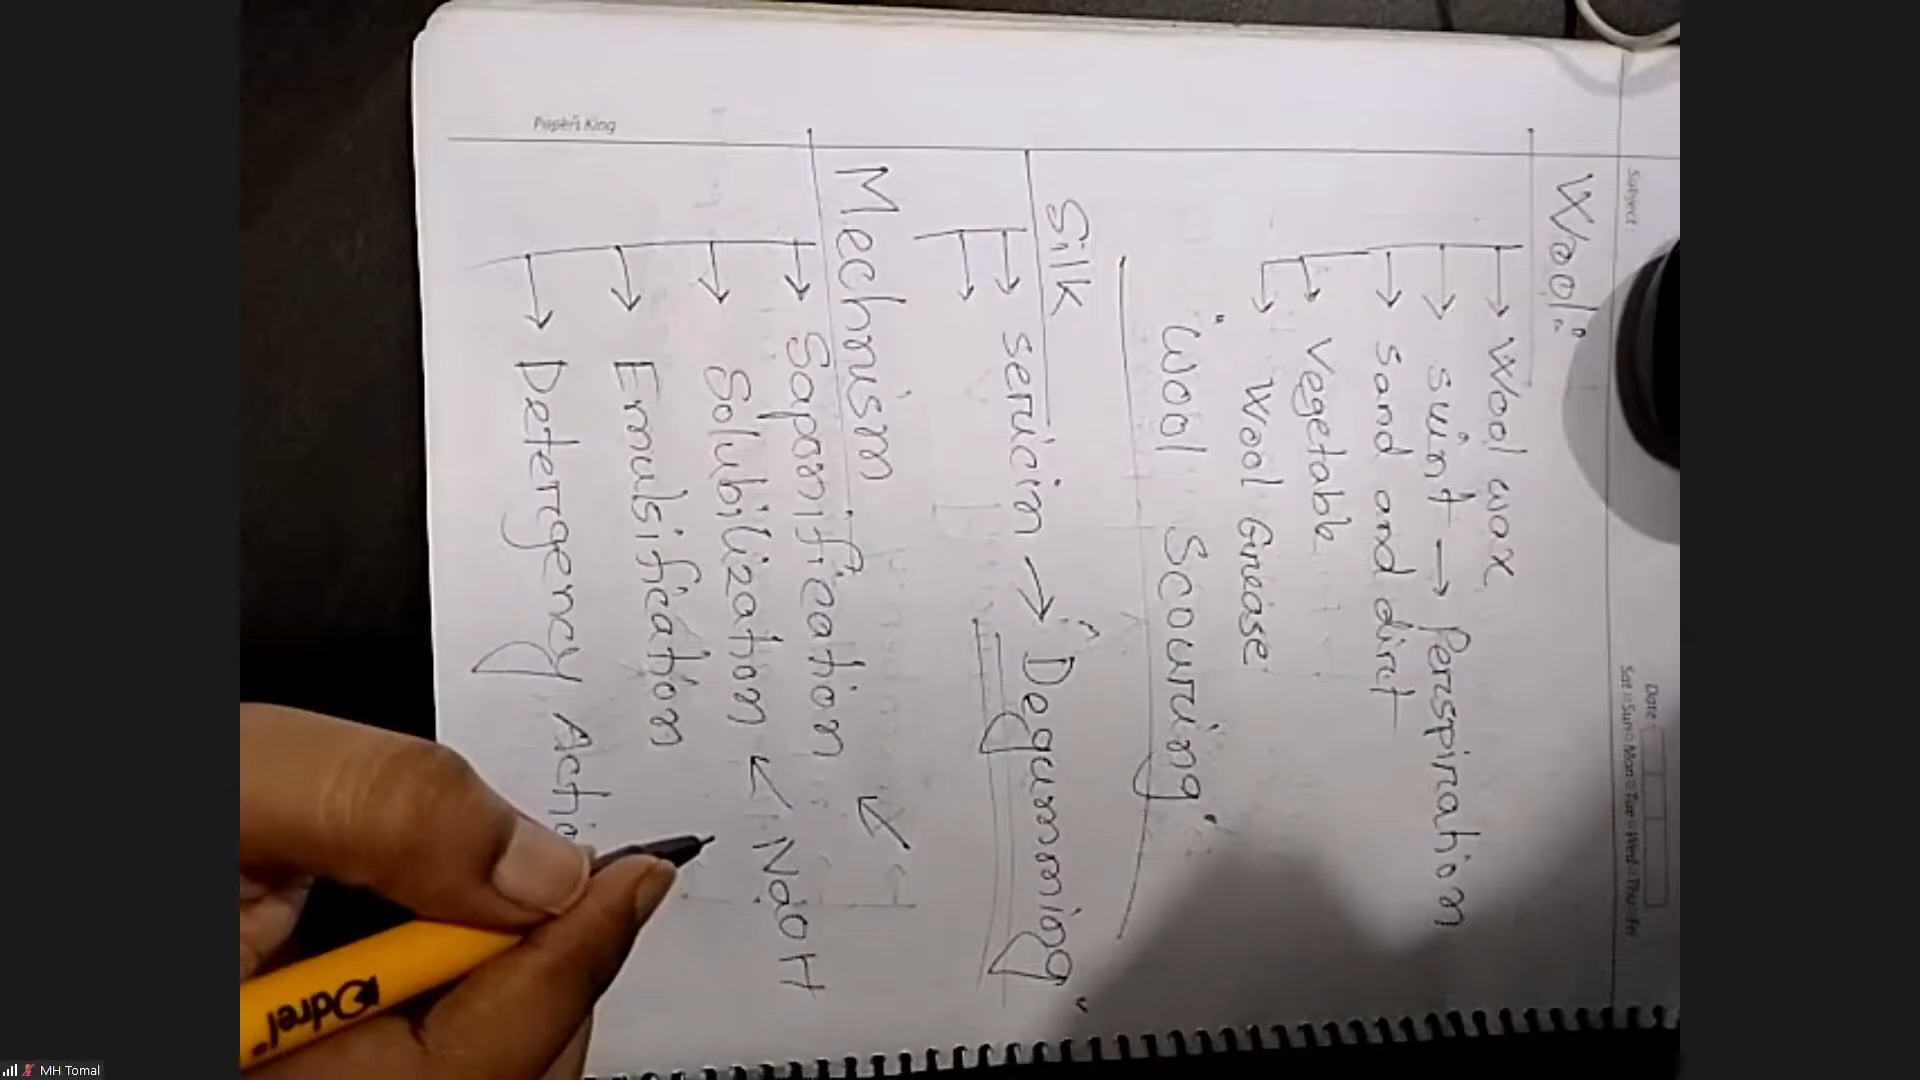 Subject :
Date :
Sat Sun Mon Tue Wed Thu Fri
Wool:
→ Wool wax
→ suint → Perspiration
→ sand and dirt
→ vegetable
→ Wool Grease
"Wool Scouring"
Silk
→ sericin → "Degumming"
→
Mechnism
→ Saponification ↙
→ Solubilization ↙ NaOH
→ Emulsification
→ Detergency Actio
Papers King
Odrel
MH Tomal